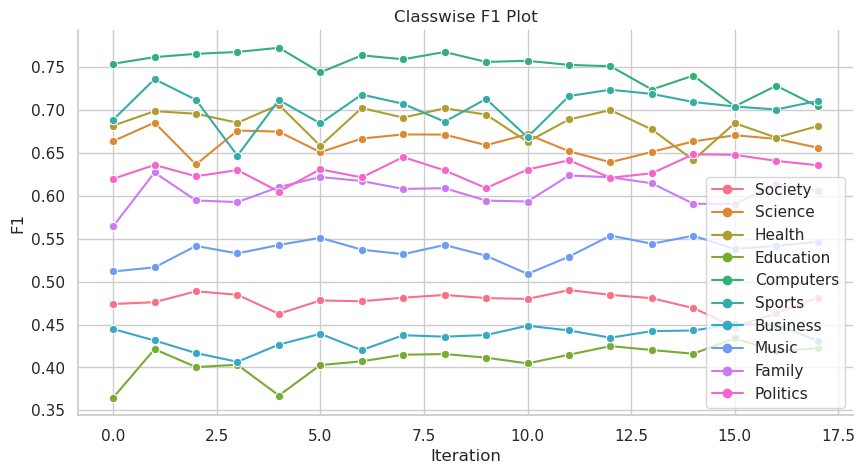 Classwise F1 Plot
F1
0.75
0.70
0.65
0.60
0.55
0.50
0.45
0.40
0.35
0.0
2.5
5.0
7.5
10.0
12.5
15.0
17.5
Iteration
Society
Science
Health
Education
Computers
Sports
Business
Music
Family
Politics